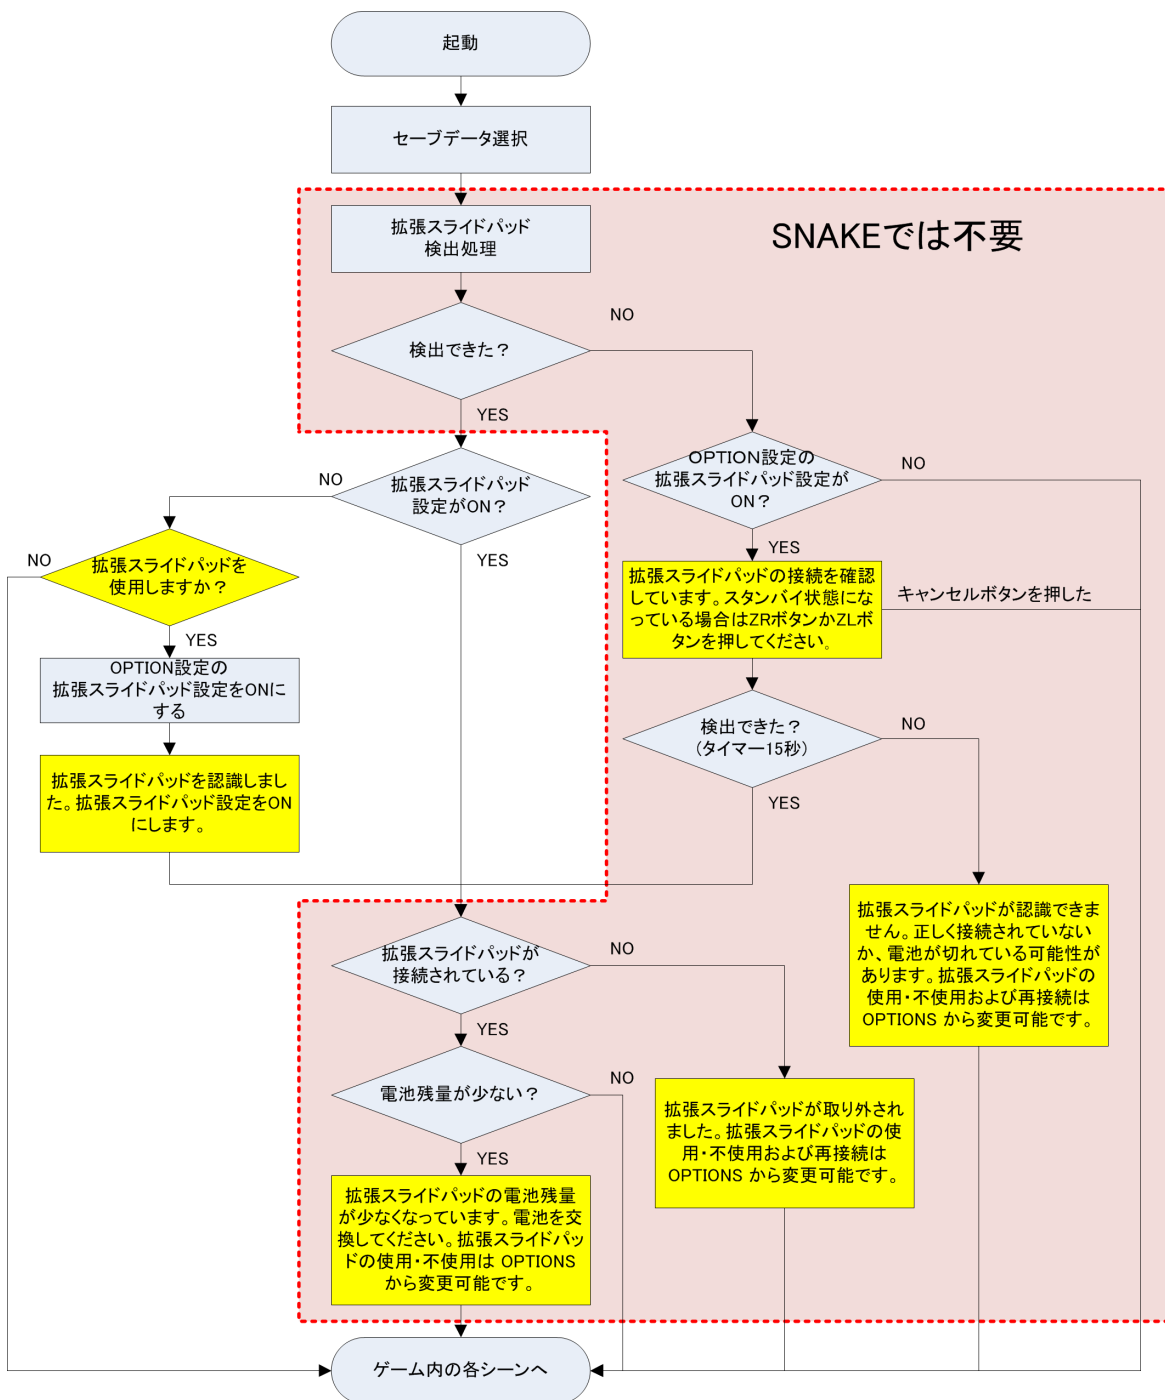 起動
セーブデータ選択
拡張スライドパッド
検出処理
SNAKEでは不要
検出できた？
NO
YES
拡張スライドパッド
設定がON？
NO
YES
OPTION設定の
拡張スライドパッド設定が
ON？
NO
YES
拡張スライドパッドを
使用しますか？
NO
YES
拡張スライドパッドの接続を確認
しています。スタンバイ状態にな
っている場合はZRボタンかZLボ
タンを押してください。
キャンセルボタンを押した
OPTION設定の
拡張スライドパッド設定をONに
する
検出できた？
（タイマー15秒）
NO
YES
拡張スライドパッドを認識しまし
た。拡張スライドパッド設定をON
にします。
拡張スライドパッドが認識できま
せん。正しく接続されていない
か、電池が切れている可能性が
あります。拡張スライドパッドの
使用・不使用および再接続は
OPTIONS から変更可能です。
拡張スライドパッドが
接続されている？
NO
YES
電池残量が少ない？
NO
YES
拡張スライドパッドが取り外され
ました。拡張スライドパッドの使
用・不使用および再接続は
OPTIONS から変更可能です。
拡張スライドパッドの電池残量
が少なくなっています。電池を交
換してください。拡張スライドパッ
ドの使用・不使用は OPTIONS
から変更可能です。
ゲーム内の各シーンへ